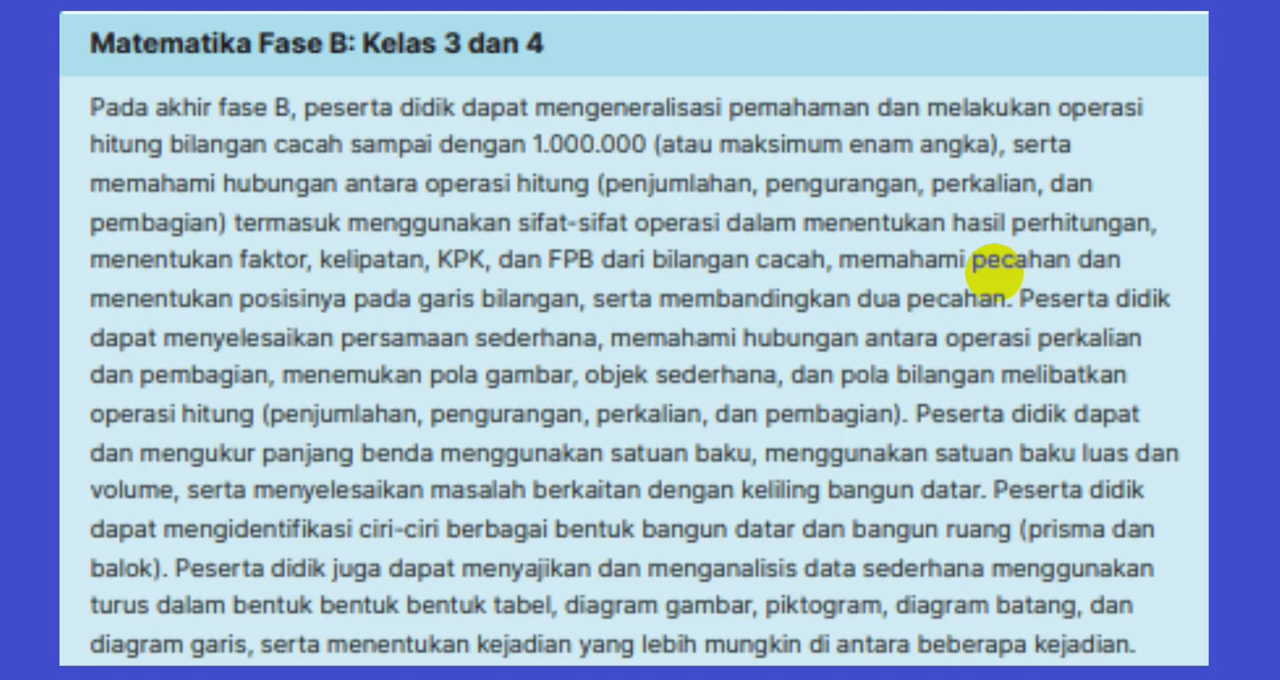 Matematika Fase B: Kelas 3 dan 4
Pada akhir fase B, peserta didik dapat mengeneralisasi pemahaman dan melakukan operasi
hitung bilangan cacah sampai dengan 1.000.000 (atau maksimum enam angka), serta
memahami hubungan antara operasi hitung (penjumlahan, pengurangan, perkalian, dan
pembagian) termasuk menggunakan sifat-sifat operasi dalam menentukan hasil perhitungan,
menentukan faktor, kelipatan, KPK, dan FPB dari bilangan cacah, memahami pecahan dan
menentukan posisinya pada garis bilangan, serta membandingkan dua pecahan. Peserta didik
dapat menyelesaikan persamaan sederhana, memahami hubungan antara operasi perkalian
dan pembagian, menemukan pola gambar, objek sederhana, dan pola bilangan melibatkan
operasi hitung (penjumlahan, pengurangan, perkalian, dan pembagian). Peserta didik dapat
dan mengukur panjang benda menggunakan satuan baku, menggunakan satuan baku luas dan
volume, serta menyelesaikan masalah berkaitan dengan keliling bangun datar. Peserta didik
dapat mengidentifikasi ciri-ciri berbagai bentuk bangun datar dan bangun ruang (prisma dan
balok). Peserta didik juga dapat menyajikan dan menganalisis data sederhana menggunakan
turus dalam bentuk bentuk bentuk tabel, diagram gambar, piktogram, diagram batang, dan
diagram garis, serta menentukan kejadian yang lebih mungkin di antara beberapa kejadian.